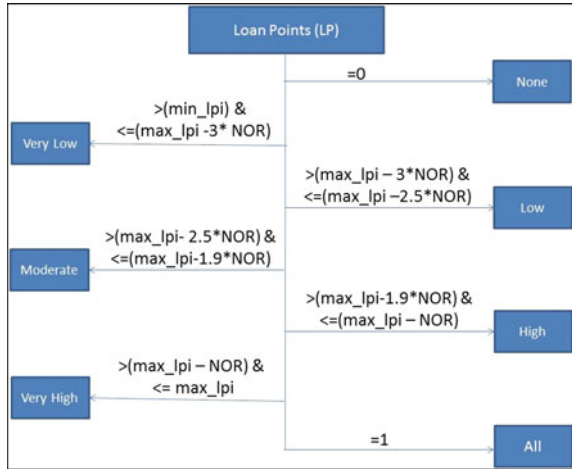 Loan Points (LP)
=0
None
>(min_lpi) &
<=(max_lpi -3* NOR)
Very Low
>(max_lpi – 3*NOR) &
<=(max_lpi –2.5*NOR)
Low
>(max_lpi- 2.5*NOR) &
<=(max_lpi-1.9*NOR)
Moderate
>(max_lpi-1.9*NOR) &
<=(max_lpi – NOR)
High
>(max_lpi – NOR) &
<= max_lpi
Very High
=1
All